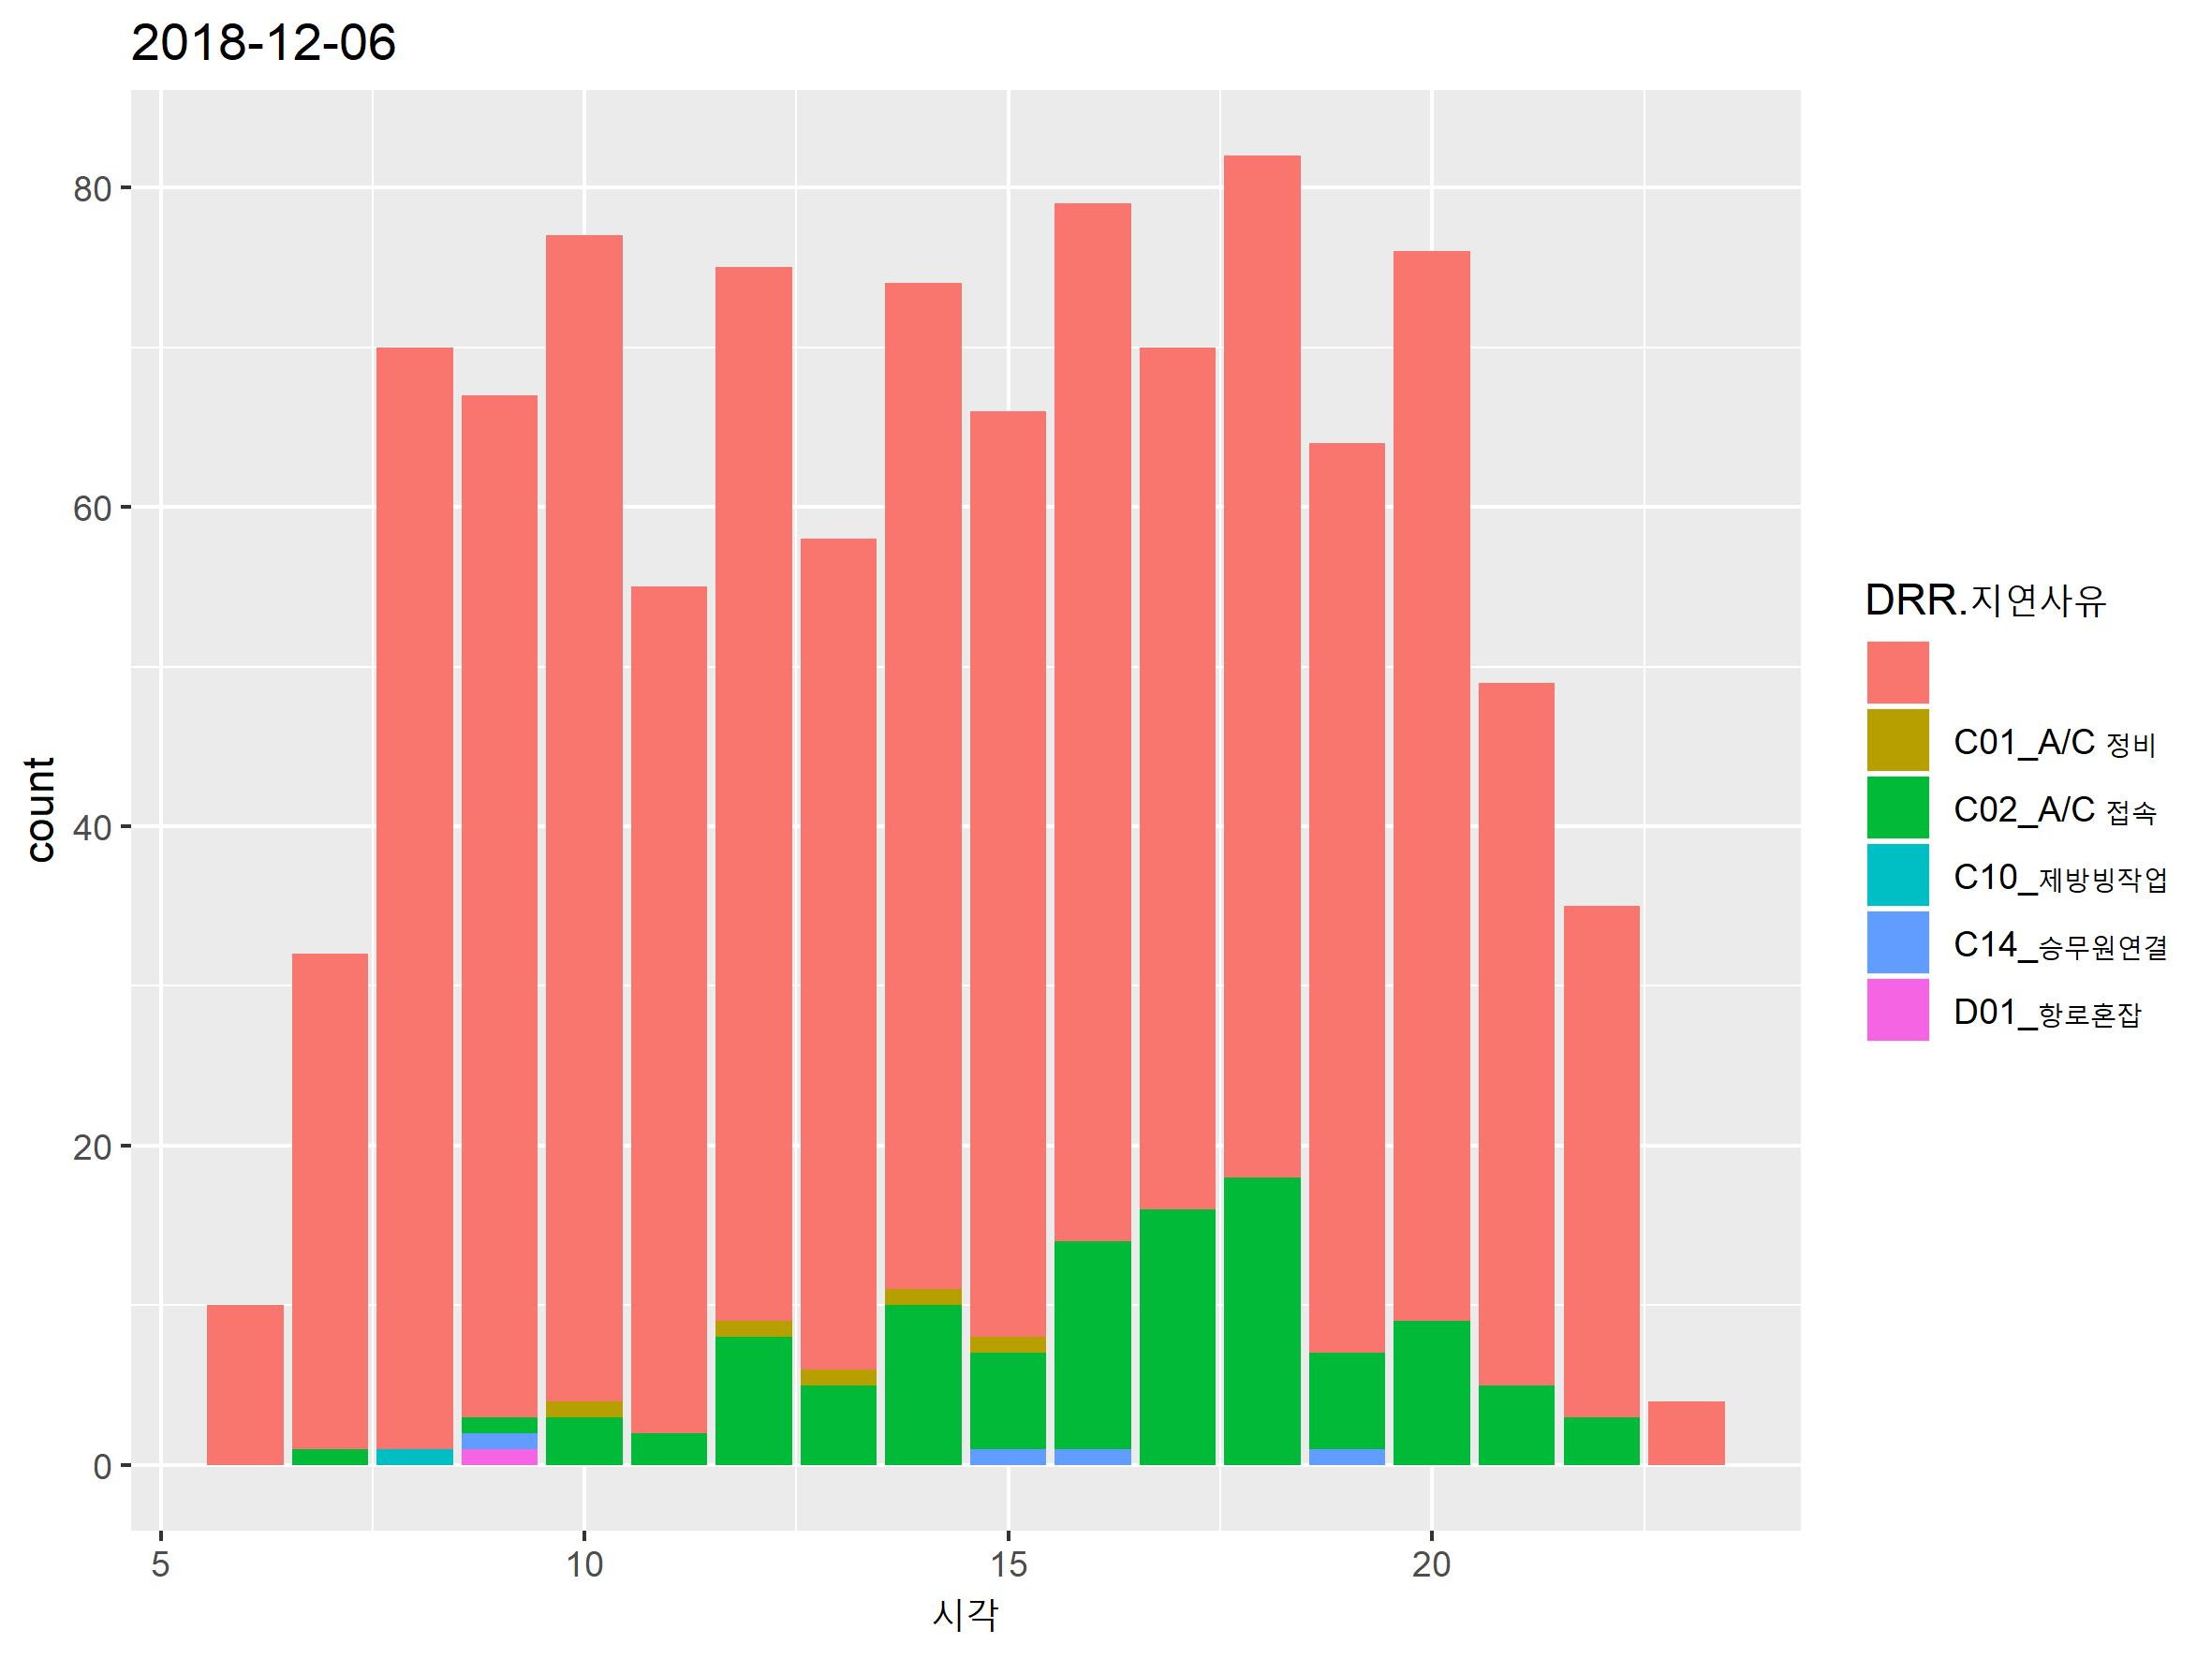 2018-12-06
80
60
40
20
0
count
5 10 15 20
시각
DRR.지연사유
C01_A/C 정비
C02_A/C 접속
C10_제방빙작업
C14_승무원연결
D01_항로혼잡